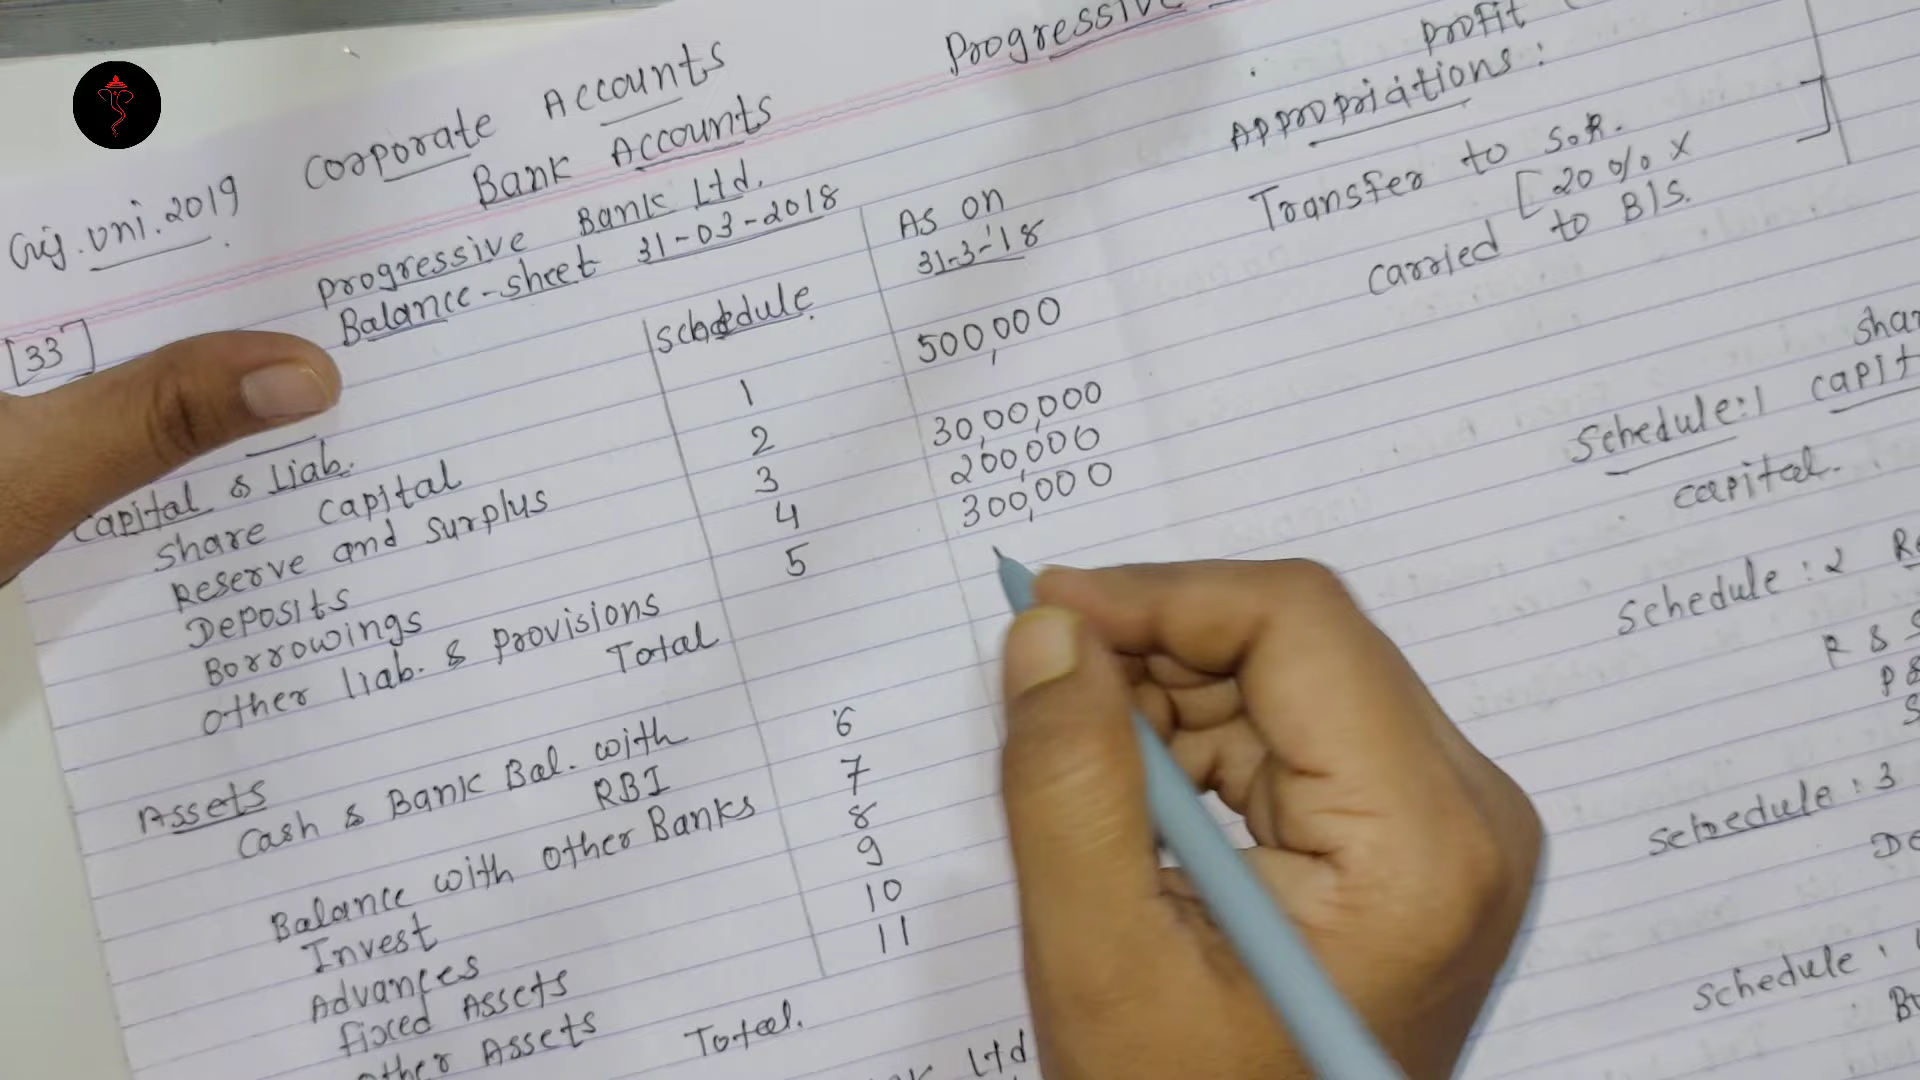 Corporate Accounts
Guj. uni. 2019 Bank Accounts
Progressive Bank Ltd.
Balance-sheet 31-03-2018
[33]
Schedule. As on 31-3-'18
Capital & Liab.
Share Capital 1 500,000
Reserve and Surplus 2
Deposits 3 30,00,000
Borrowings 4 200,000
Other liab. & provisions 5 300,000
Total
Assets
Cash & Bank Bal. with RBI 6
Balance with other Banks 7
Invest 8
Advances 9
Fixed Assets 10
Other Assets 11
Total.
Ltd
Progressive
Profit
Appropriations:
Transfer to S.R.
[20% x ]
carried to B/S.
Schedule:1 Capit
capital.
Schedule:2
R & S
Schedule:3
Schedule: